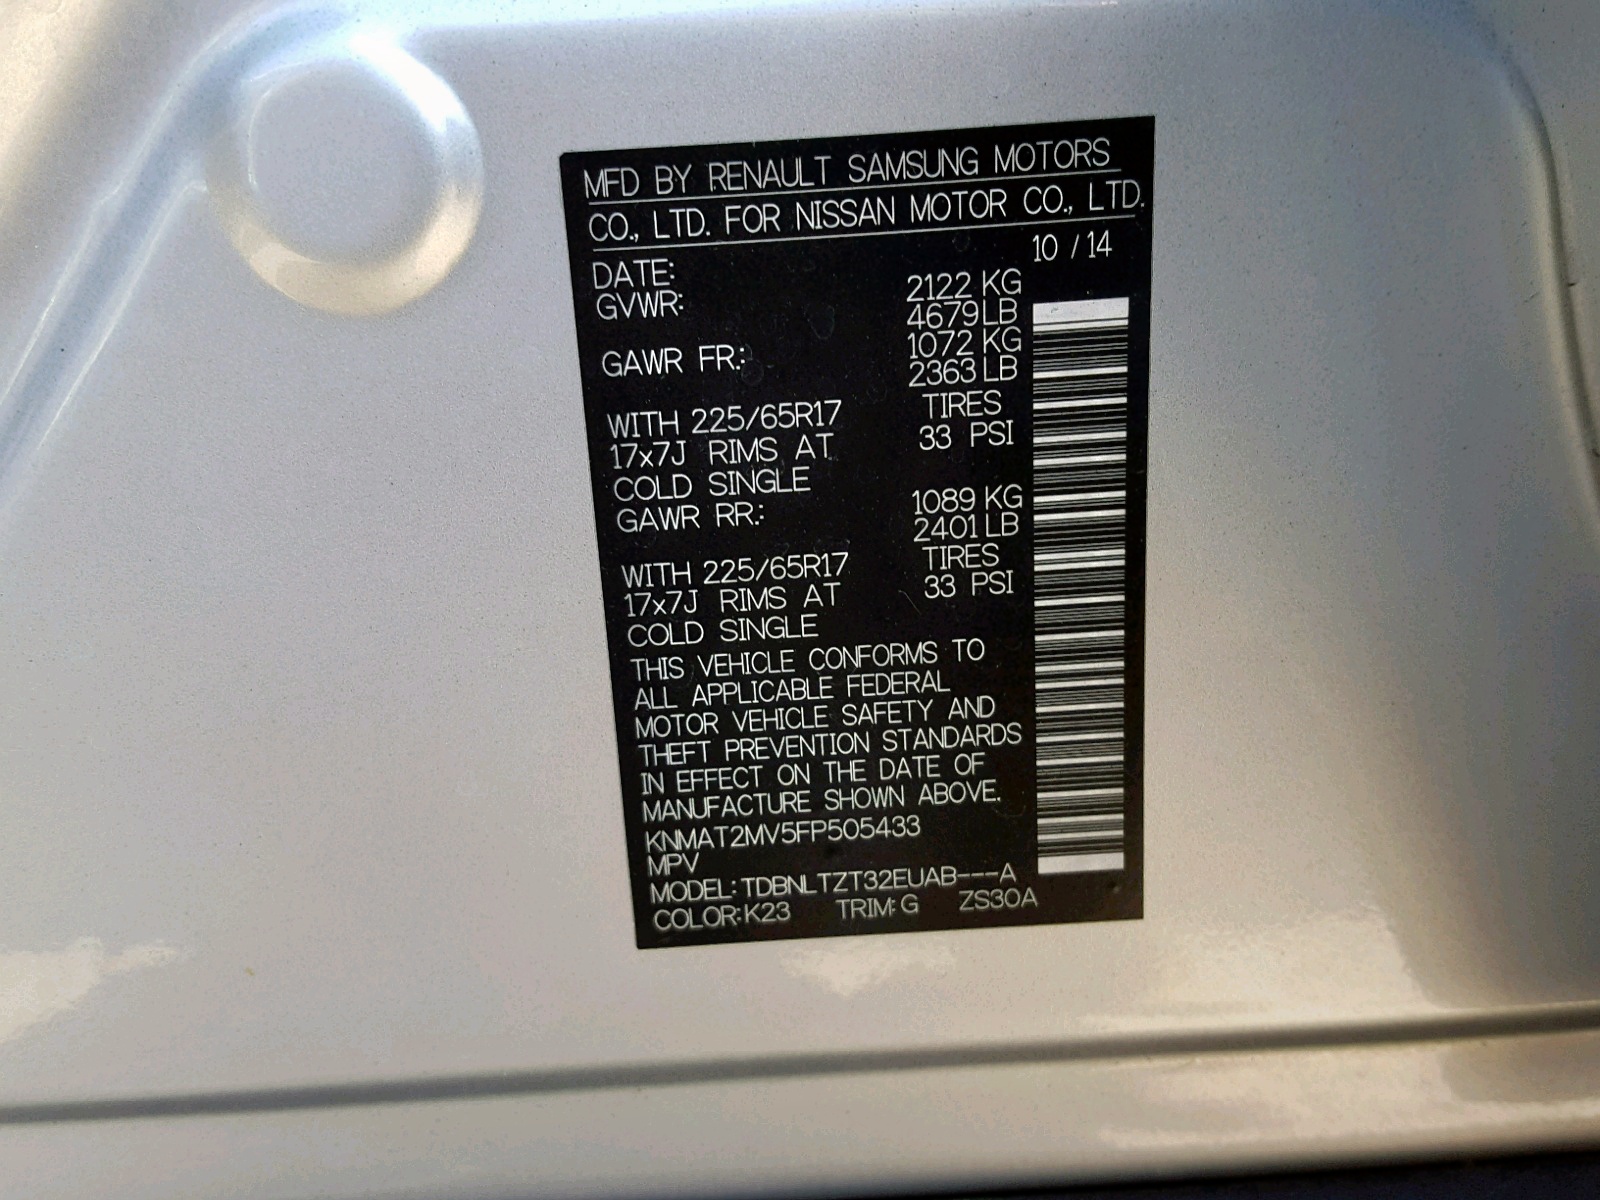 MFD BY RENAULT SAMSUNG MOTORS
CO., LTD. FOR NISSAN MOTOR CO., LTD.
DATE: 10 / 14
GVWR: 2122 KG
4679 LB
GAWR FR.: 1072 KG
2363 LB
WITH 225/65R17 TIRES
17x7J RIMS AT 33 PSI
COLD SINGLE
GAWR RR.: 1089 KG
2401 LB
WITH 225/65R17 TIRES
17x7J RIMS AT 33 PSI
COLD SINGLE
THIS VEHICLE CONFORMS TO
ALL APPLICABLE FEDERAL
MOTOR VEHICLE SAFETY AND
THEFT PREVENTION STANDARDS
IN EFFECT ON THE DATE OF
MANUFACTURE SHOWN ABOVE.
KNMAT2MV5FP505433
MPV
MODEL: TDBNLTZT32EUAB---A
COLOR: K23 TRIM: G ZS30A